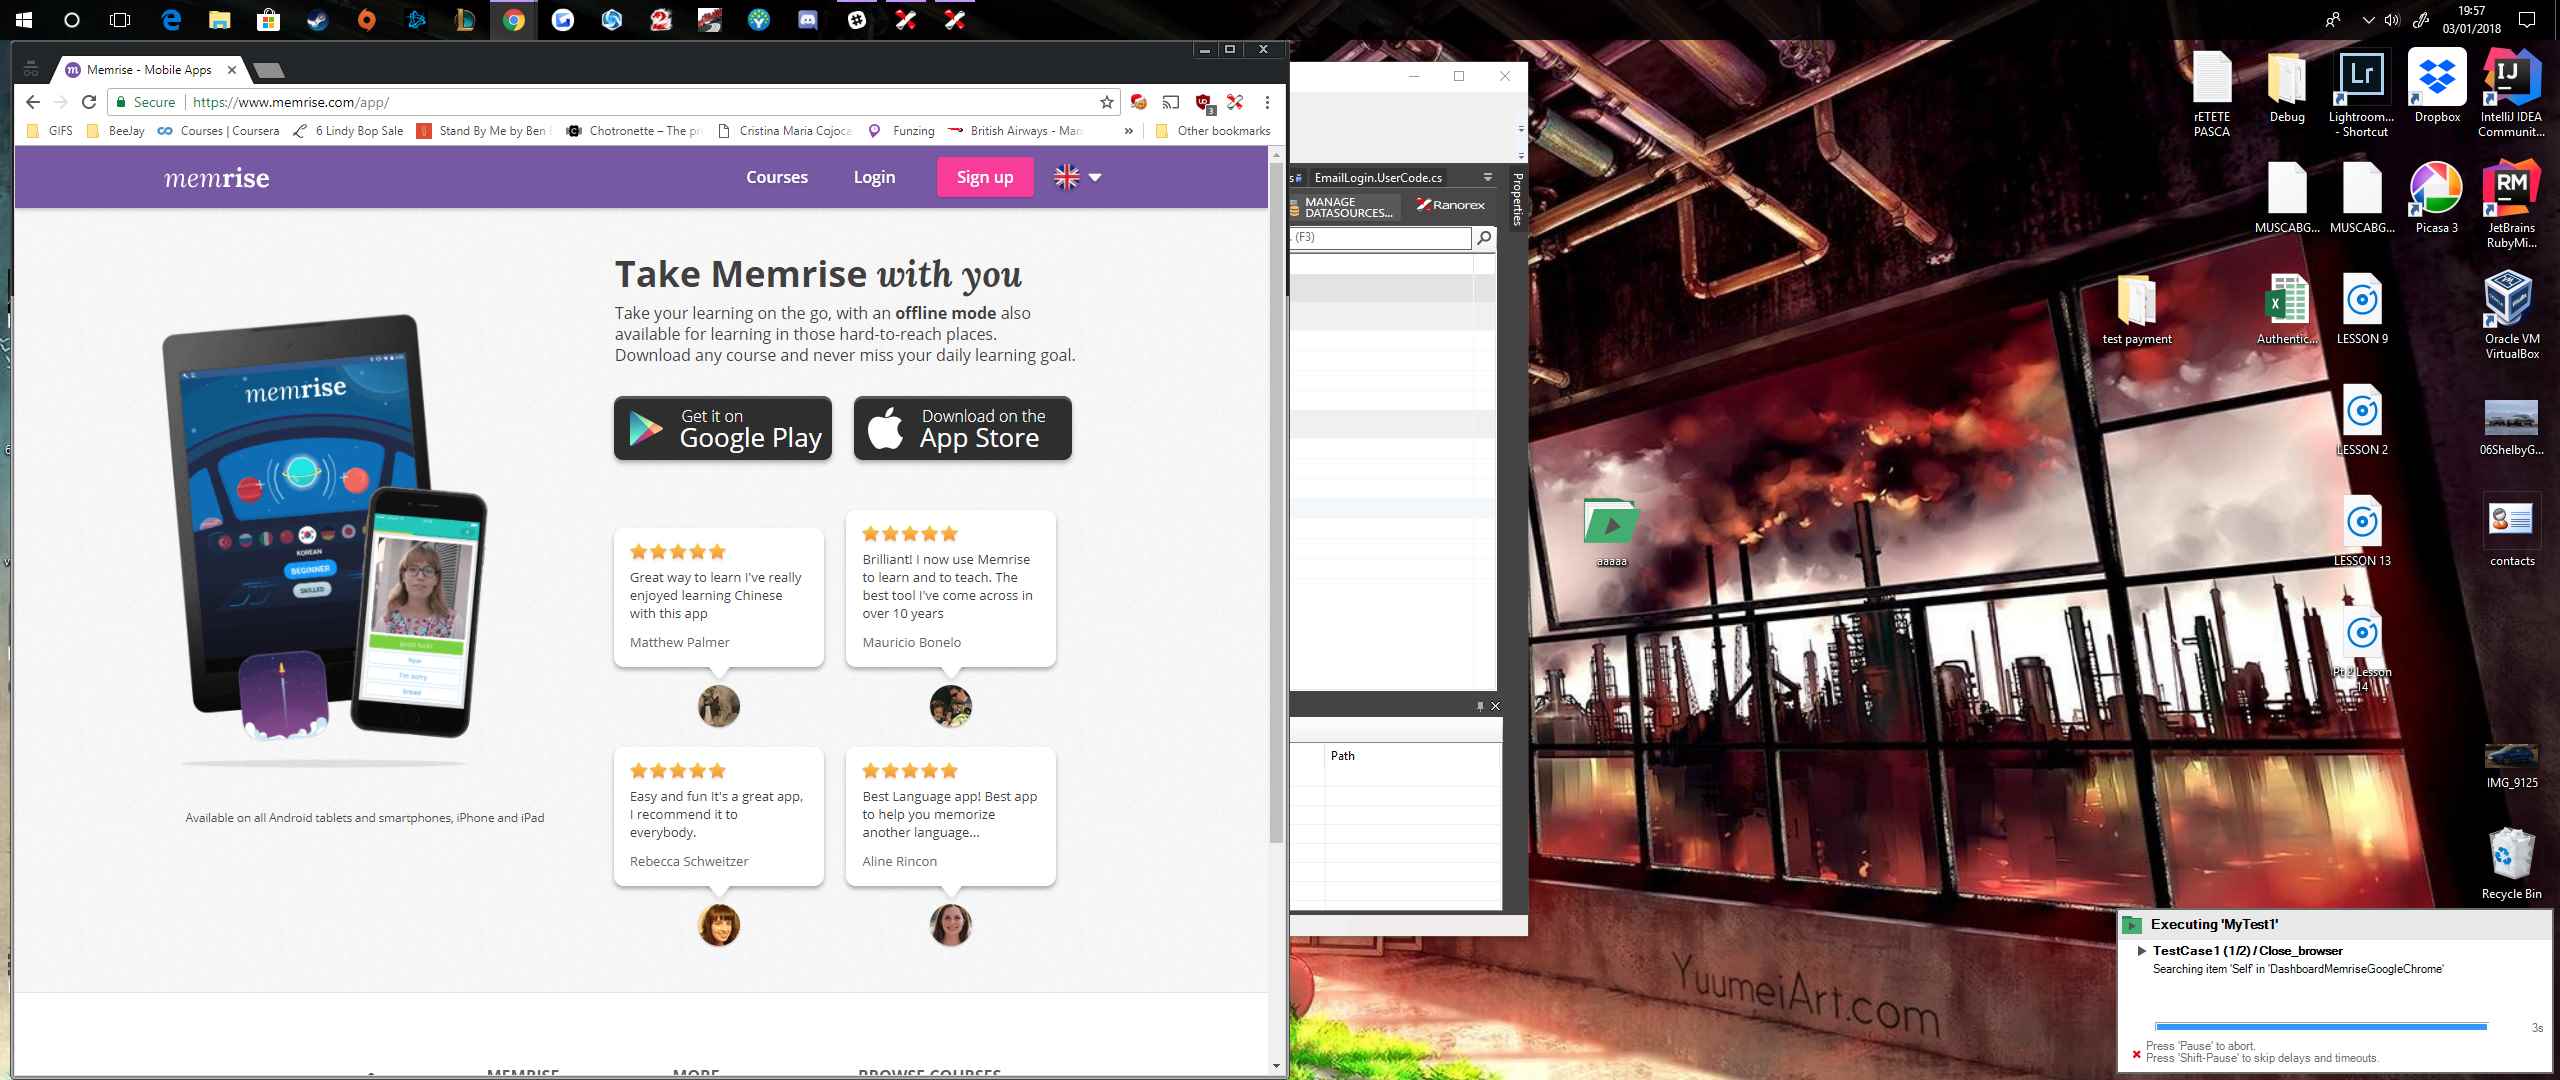 19:57
03/01/2018
Memrise - Mobile Apps
Secure
https://www.memrise.com/app/
3
GIFS
BeeJay
Courses | Coursera
6 Lindy Bop Sale
Stand By Me by Ben
Chotronette – The pr
Cristina Maria Cojoca
Funzing
British Airways - Man
»
Other bookmarks
memrise
Courses
Login
Sign up
Take Memrise with you
Take your learning on the go, with an offline mode also
available for learning in those hard-to-reach places.
Download any course and never miss your daily learning goal.
Get it on
Google Play
Download on the
App Store
memrise
KOREAN
BEGINNER
SKILLED
Available on all Android tablets and smartphones, iPhone and iPad
Great way to learn I've really
enjoyed learning Chinese
with this app
Matthew Palmer
Brilliant! I now use Memrise
to learn and to teach. The
best tool I've come across in
over 10 years
Mauricio Bonelo
Easy and fun It's a great app,
I recommend it to
everybody.
Rebecca Schweitzer
Best Language app! Best app
to help you memorize
another language...
Aline Rincon
MEMRISE
MORE
BROWSE COURSES
EmailLogin.UserCode.cs
Properties
MANAGE
DATASOURCES...
Ranorex
(F3)
Path
rETETE
PASCA
Debug
Lr
Lightroom...
- Shortcut
Dropbox
IJ
IntelliJ IDEA
Communit...
MUSCABG...
MUSCABG...
Picasa 3
RM
JetBrains
RubyMi...
test payment
Authentic...
LESSON 9
Oracle VM
VirtualBox
LESSON 2
06ShelbyG...
aaaaa
LESSON 13
contacts
Pt 2 Lesson
14
IMG_9125
Recycle Bin
YuumeiArt.com
Executing 'MyTest1'
TestCase1 (1/2) / Close_browser
Searching item 'Self' in 'DashboardMemriseGoogleChrome'
3s
Press 'Pause' to abort.
Press 'Shift-Pause' to skip delays and timeouts.